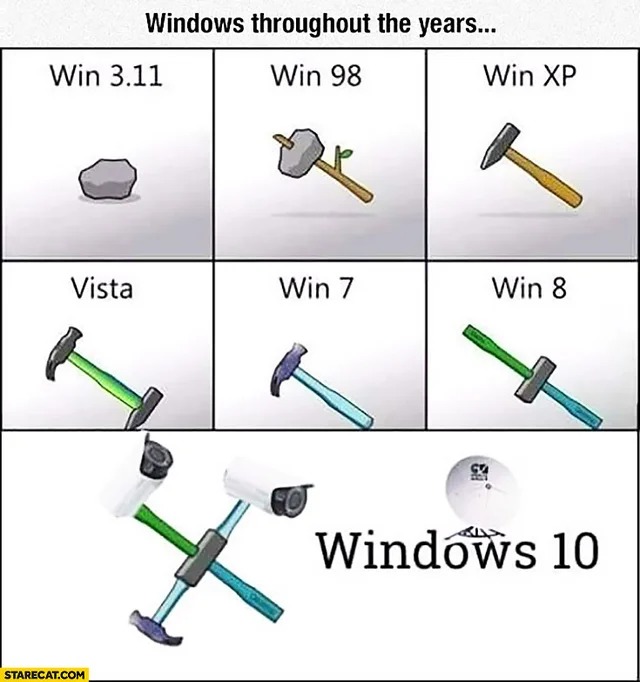 Windows throughout the years...
Win 3.11
Win 98
Win XP
Vista
Win 7
Win 8
Windows 10
STARECAT.COM